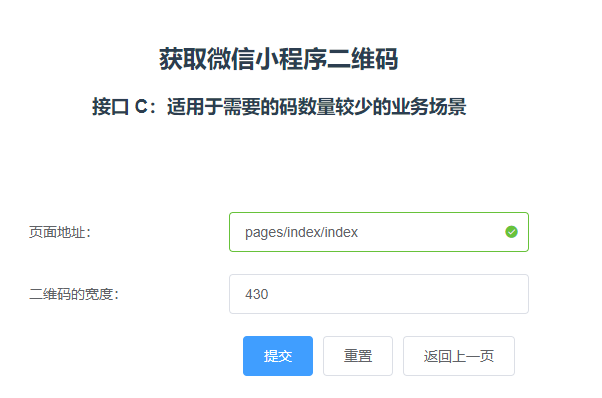 获取微信小程序二维码
接口 C：适用于需要的码数量较少的业务场景
页面地址：
pages/index/index
二维码的宽度：
430
提交 重置 返回上一页